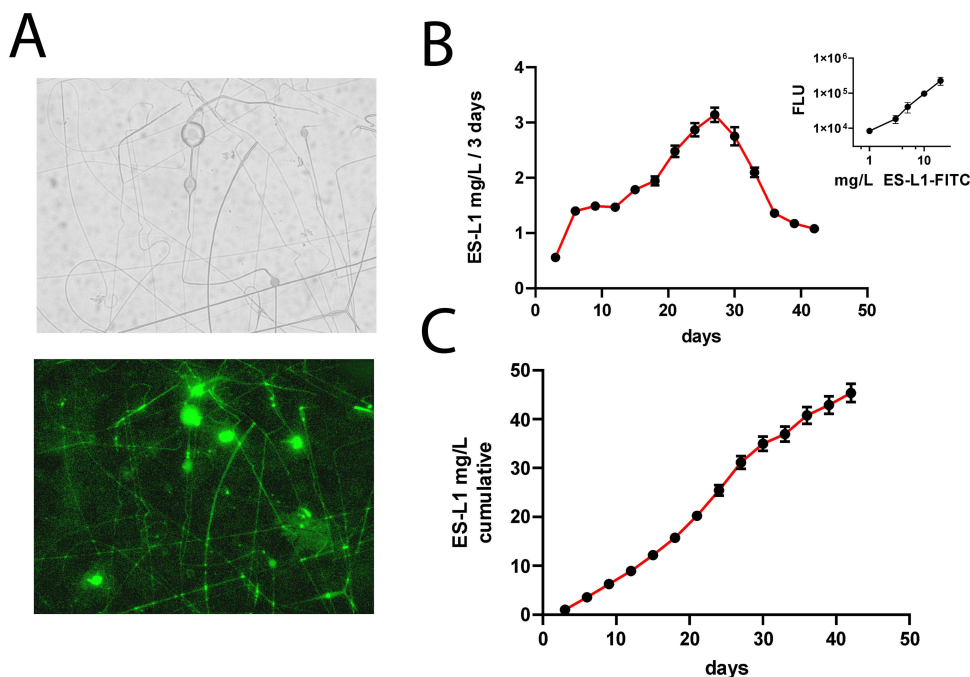 A
B
ES-L1 mg/L / 3 days
4
3
2
1
0
0 10 20 30 40 50
days
FLU
1×10⁶
1×10⁵
1×10⁴
1 10
mg/L ES-L1-FITC
C
ES-L1 mg/L
cumulative
50
40
30
20
10
0
0 10 20 30 40 50
days